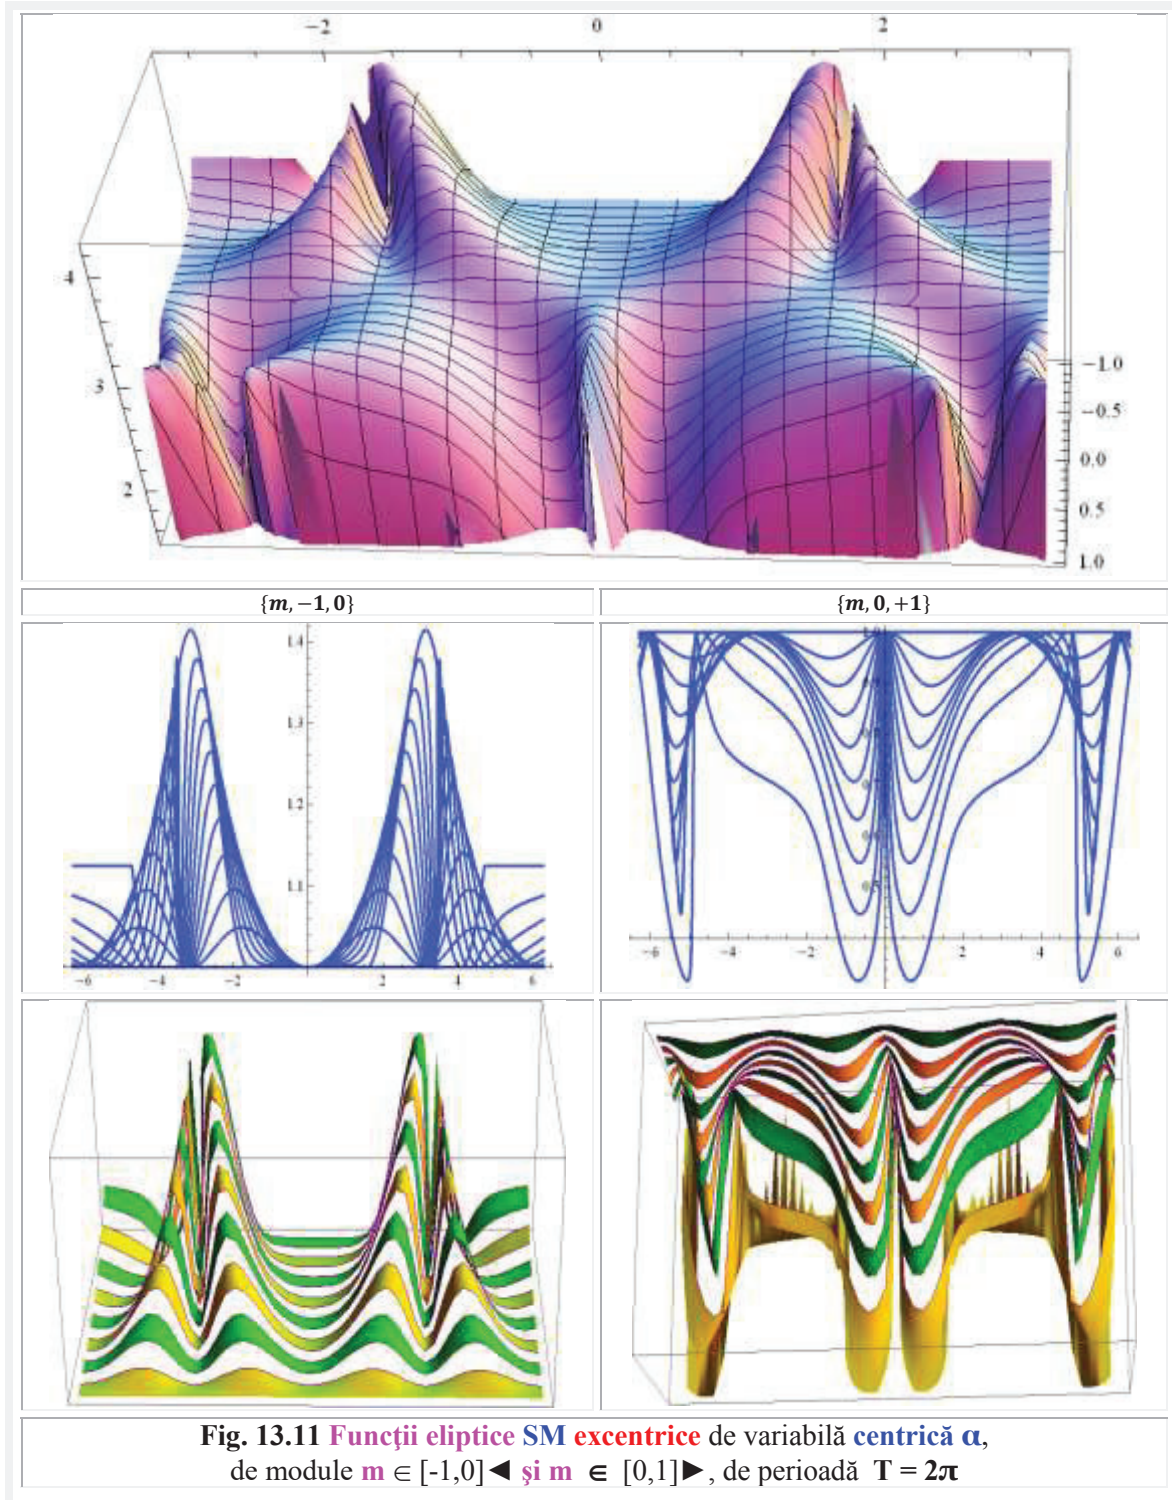 −2 0 2
4
3
2
−1.0
−0.5
0.0
0.5
1.0
{m, −1, 0} {m, 0, +1}
1.4
1.3
1.2
1.1
−6 −4 −2 2 4 6
1.0
−6 −4 −2 2 4 6
Fig. 13.11 Funcţii eliptice SM excentrice de variabilă centrică α,
de module m ∈ [-1,0]◄ şi m ∈ [0,1]►, de perioadă T = 2π